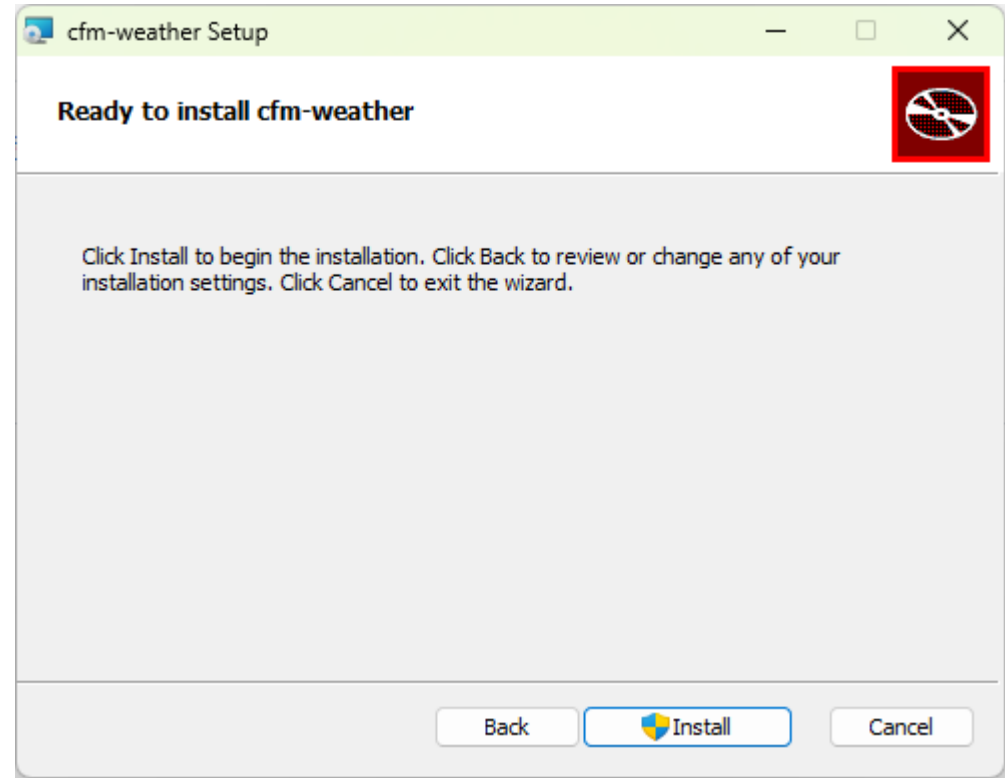 cfm-weather Setup
Ready to install cfm-weather
Click Install to begin the installation. Click Back to review or change any of your
installation settings. Click Cancel to exit the wizard.
Back
Install
Cancel